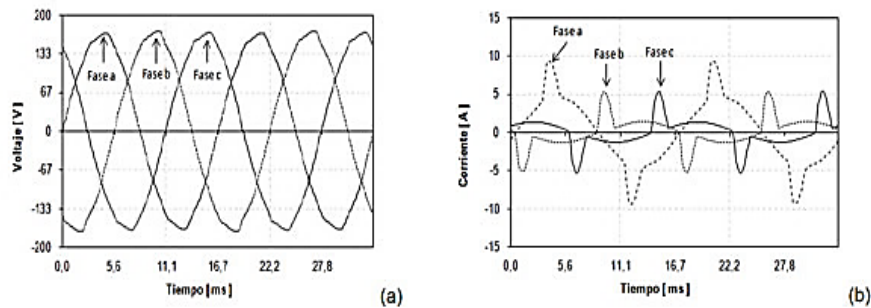 200
133
67
0
-67
-133
-200
Voltaje [ V]
Fase a
Fase b
Fase c
0,0
5,6
11,1
16,7
22,2
27,8
Tiempo [ ms]
(a)
15
10
5
0
-5
-10
-15
Corriente [ A]
Fase a
Fase b
Fase c
0,0
5,6
11,1
16,7
22,2
27,8
Tiempo [ ms]
(b)